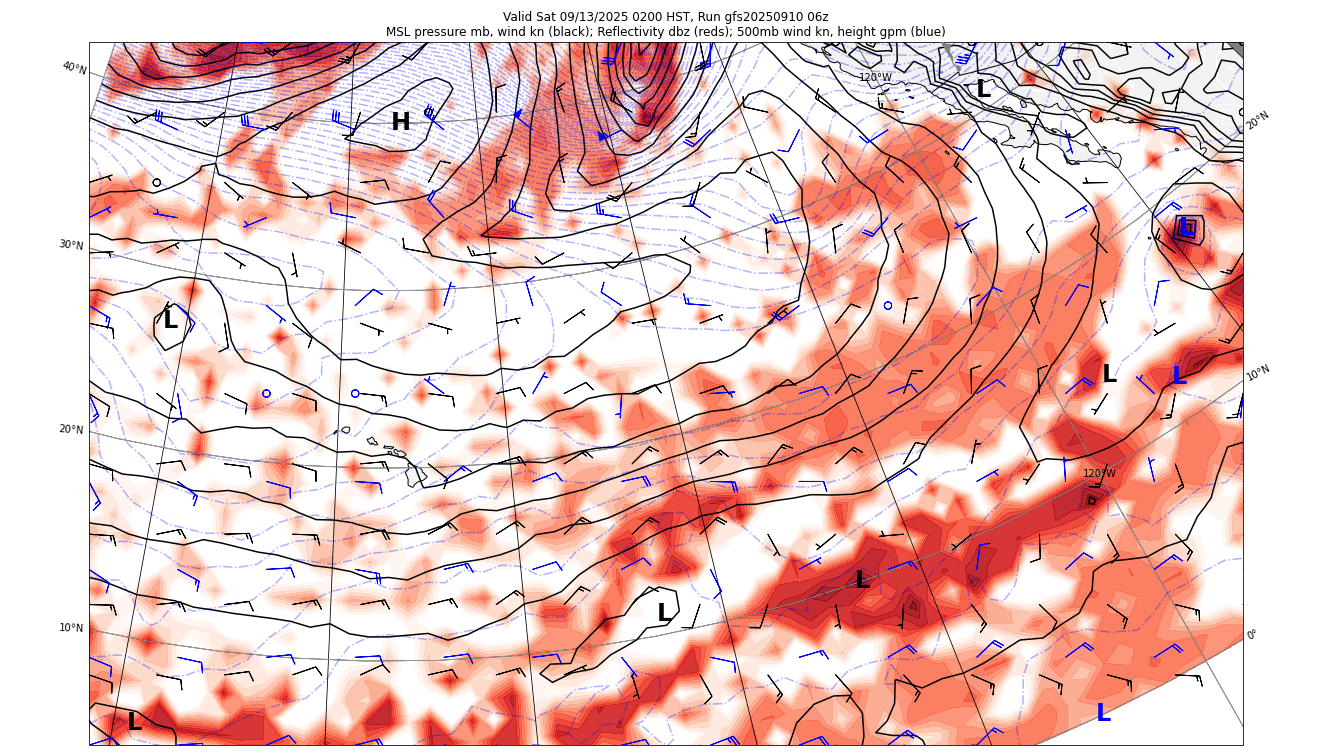 Valid Sat 09/13/2025 0200 HST, Run gfs20250910 06z
MSL pressure mb, wind kn (black); Reflectivity dbz (reds); 500mb wind kn, height gpm (blue)
40°N
120°W
L
20°N
H
30°N
L
L
10°N
L
L
20°N
120°W
L
10°N
L
0°
L
L